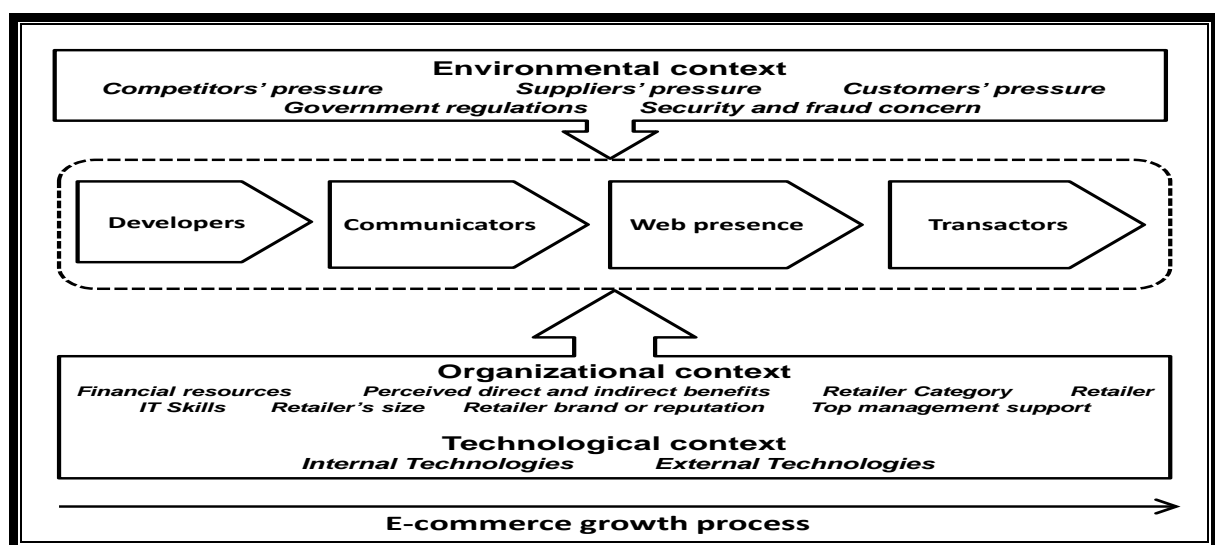 Environmental context
Competitors' pressure Suppliers' pressure Customers' pressure
Government regulations Security and fraud concern
Developers Communicators Web presence Transactors
Organizational context
Financial resources Perceived direct and indirect benefits Retailer Category Retailer
IT Skills Retailer's size Retailer brand or reputation Top management support
Technological context
Internal Technologies External Technologies
E-commerce growth process